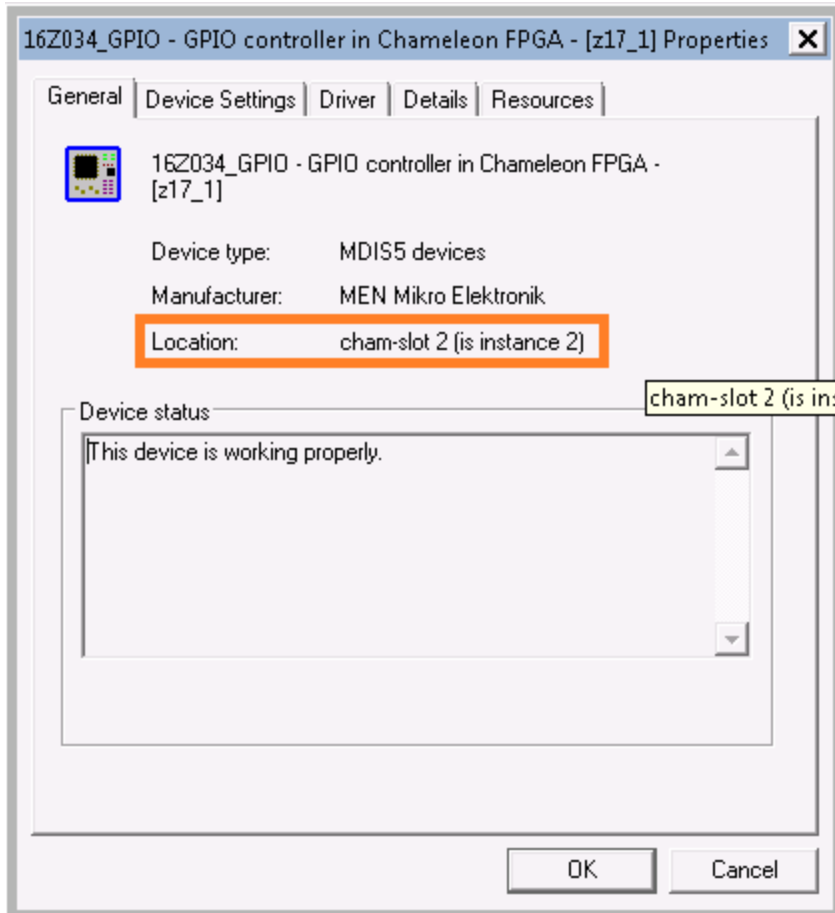 16Z034_GPIO - GPIO controller in Chameleon FPGA - [z17_1] Properties
General Device Settings Driver Details Resources
16Z034_GPIO - GPIO controller in Chameleon FPGA -
[z17_1]
Device type: MDIS5 devices
Manufacturer: MEN Mikro Elektronik
Location: cham-slot 2 (is instance 2)
cham-slot 2 (is ins
Device status
This device is working properly.
OK Cancel